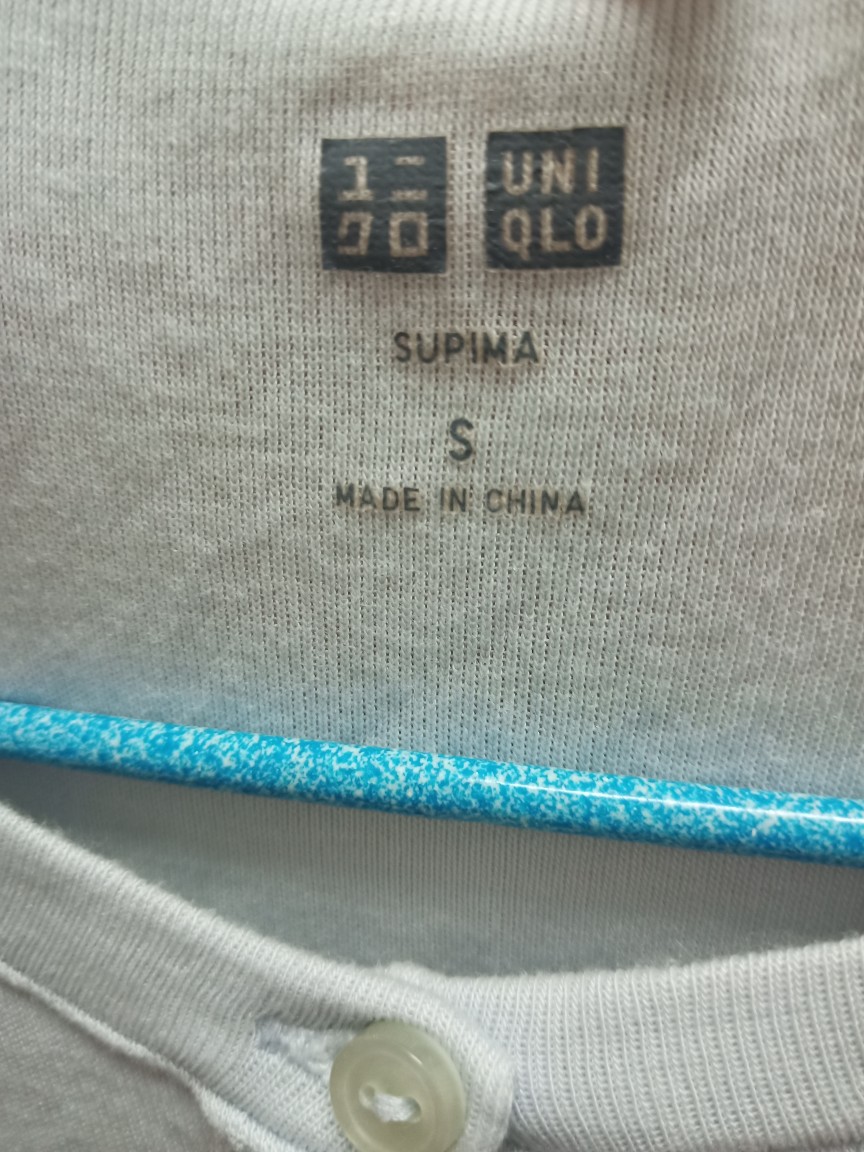 ユニ
クロ
UNI
QLO
SUPIMA
S
MADE IN CHINA